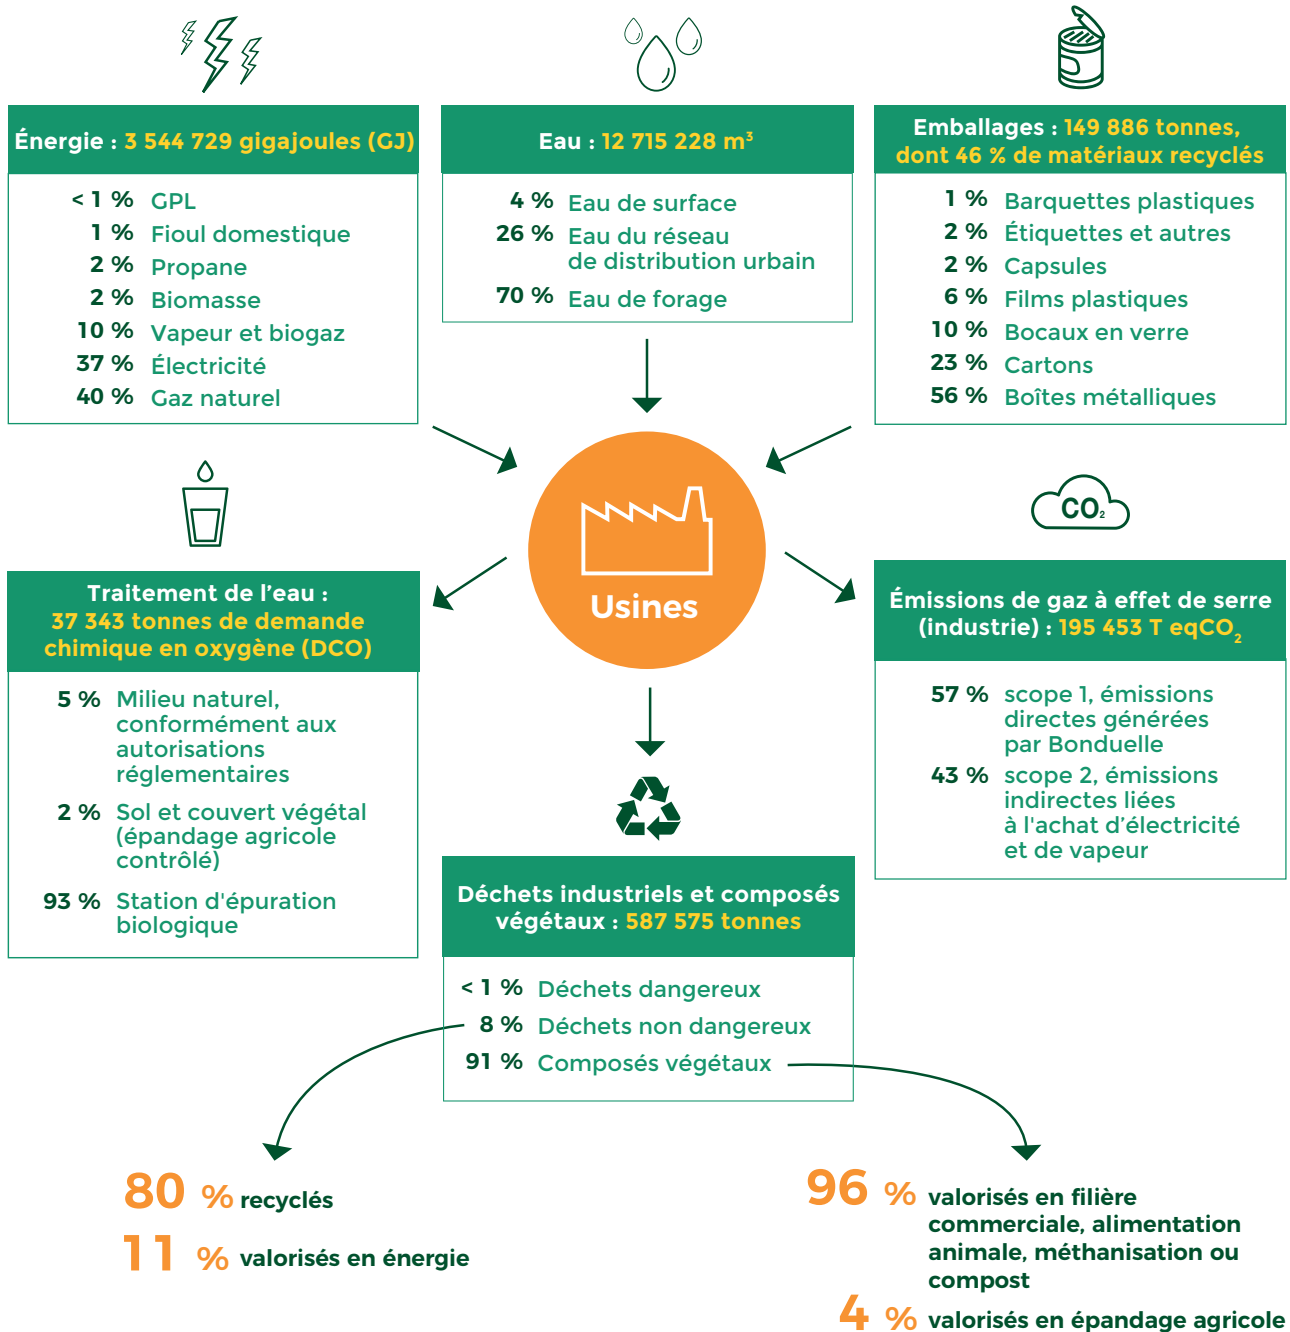 Énergie : 3 544 729 gigajoules (GJ)
< 1 % GPL
1 % Fioul domestique
2 % Propane
2 % Biomasse
10 % Vapeur et biogaz
37 % Électricité
40 % Gaz naturel
Eau : 12 715 228 m³
4 % Eau de surface
26 % Eau du réseau
de distribution urbain
70 % Eau de forage
Emballages : 149 886 tonnes,
dont 46 % de matériaux recyclés
1 % Barquettes plastiques
2 % Étiquettes et autres
2 % Capsules
6 % Films plastiques
10 % Bocaux en verre
23 % Cartons
56 % Boîtes métalliques
Usines
Traitement de l'eau :
37 343 tonnes de demande
chimique en oxygène (DCO)
5 % Milieu naturel,
conformément aux
autorisations
réglementaires
2 % Sol et couvert végétal
(épandage agricole
contrôlé)
93 % Station d'épuration
biologique
CO₂
Émissions de gaz à effet de serre
(industrie) : 195 453 T eqCO₂
57 % scope 1, émissions
directes générées
par Bonduelle
43 % scope 2, émissions
indirectes liées
à l'achat d’électricité
et de vapeur
Déchets industriels et composés
végétaux : 587 575 tonnes
< 1 % Déchets dangereux
8 % Déchets non dangereux
91 % Composés végétaux
80 % recyclés
11 % valorisés en énergie
96 % valorisés en filière
commerciale, alimentation
animale, méthanisation ou
compost
4 % valorisés en épandage agricole